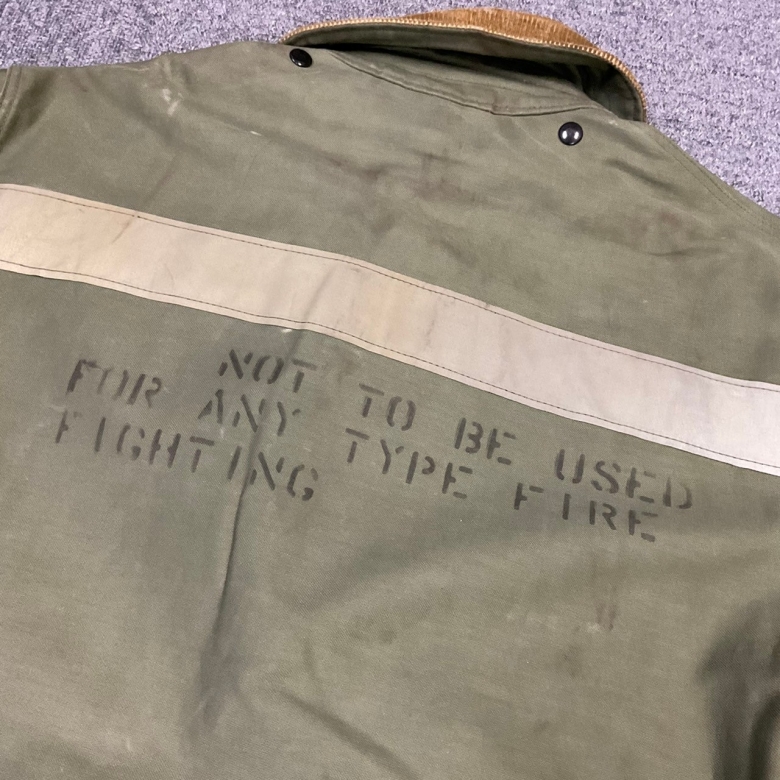 NOT TO BE USED
FOR ANY TYPE FIRE
FIGHTING